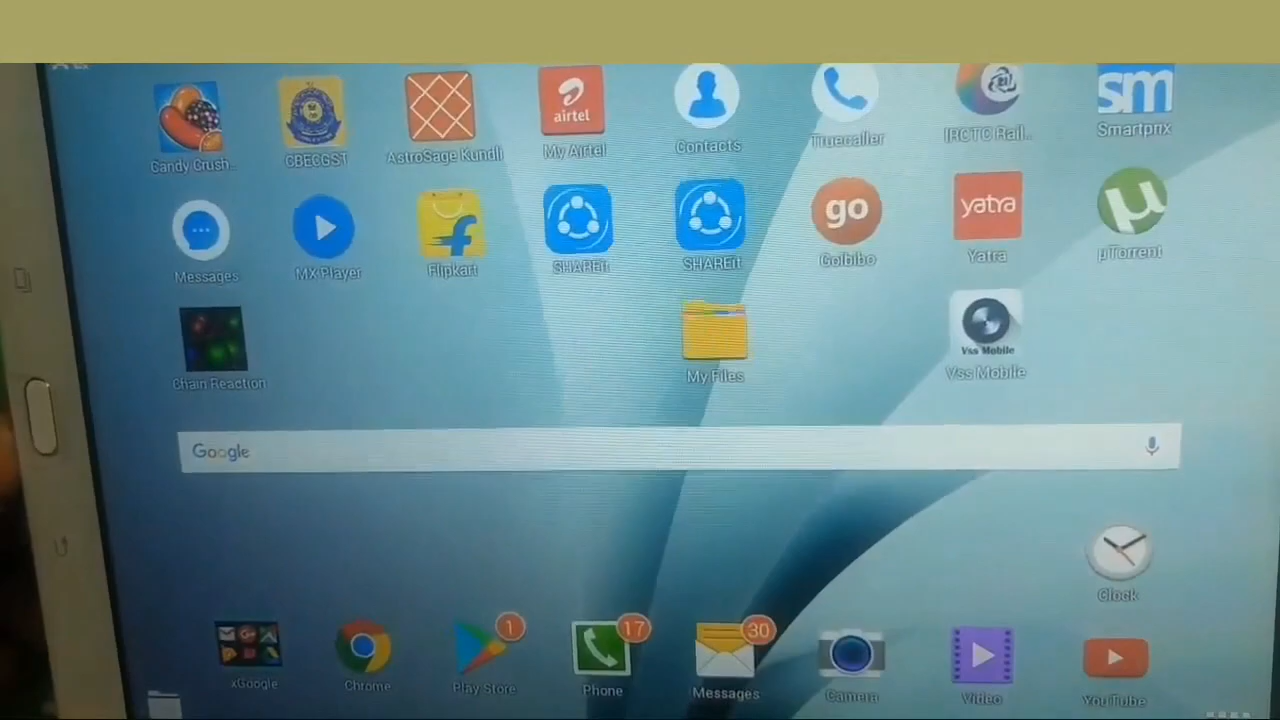 Candy Crush..
CBECGST
AstroSage Kundli
airtel
My Airtel
Contacts
Truecaller
IRCTC Rail..
sm
Smartprix
Messages
MX Player
Flipkart
SHAREit
SHAREit
go
Goibibo
yatra
Yatra
µTorrent
Chain Reaction
My Files
Vss Mobile
Vss Mobile
Google
Clock
xGoogle
Chrome
1
Play Store
17
Phone
30
Messages
Camera
Video
YouTube